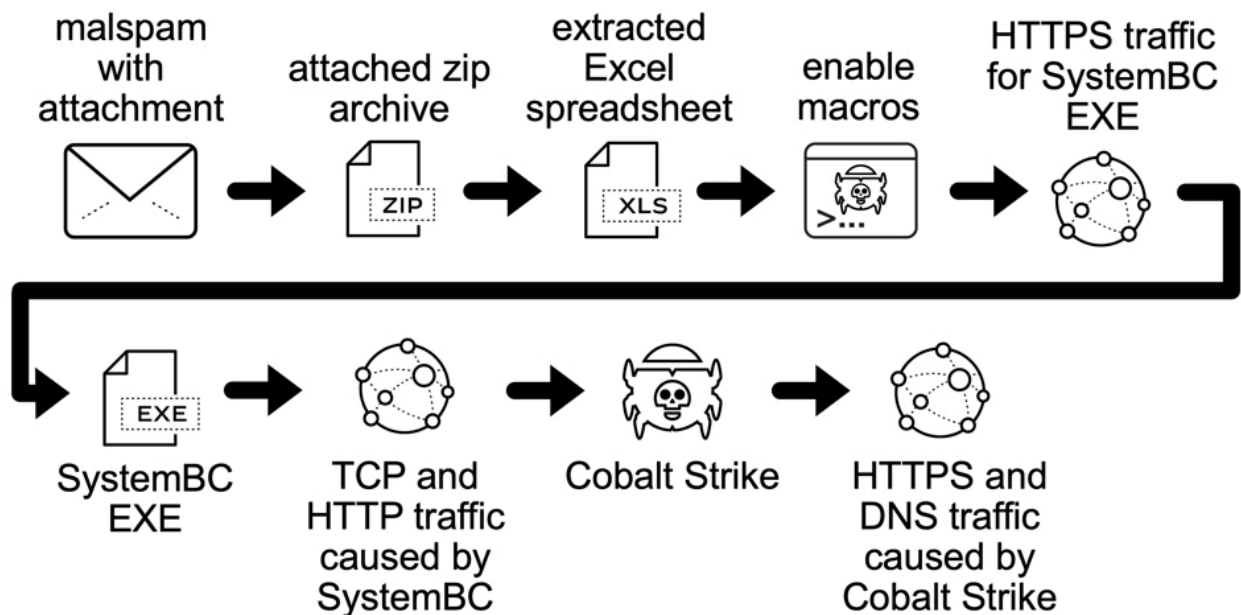 malspam
with
attachment
attached zip
archive
ZIP
extracted
Excel
spreadsheet
XLS
enable
macros
>...
HTTPS traffic
for SystemBC
EXE
EXE
SystemBC
EXE
TCP and
HTTP traffic
caused by
SystemBC
Cobalt Strike
HTTPS and
DNS traffic
caused by
Cobalt Strike